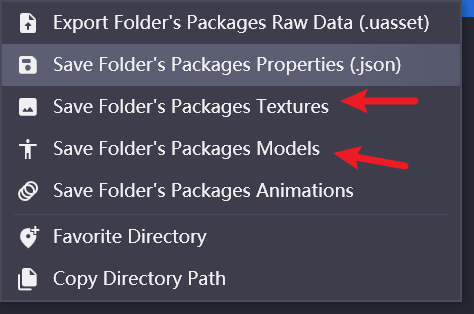 Export Folder's Packages Raw Data (.uasset)
Save Folder's Packages Properties (.json)
Save Folder's Packages Textures
Save Folder's Packages Models
Save Folder's Packages Animations
Favorite Directory
Copy Directory Path